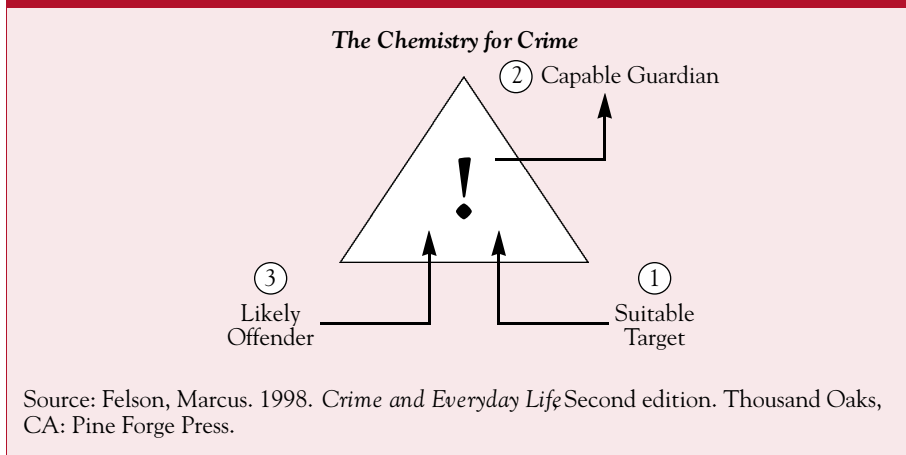 The Chemistry for Crime
2 Capable Guardian
!
3
Likely
Offender
1
Suitable
Target
Source: Felson, Marcus. 1998. Crime and Everyday Life, Second edition. Thousand Oaks,
CA: Pine Forge Press.